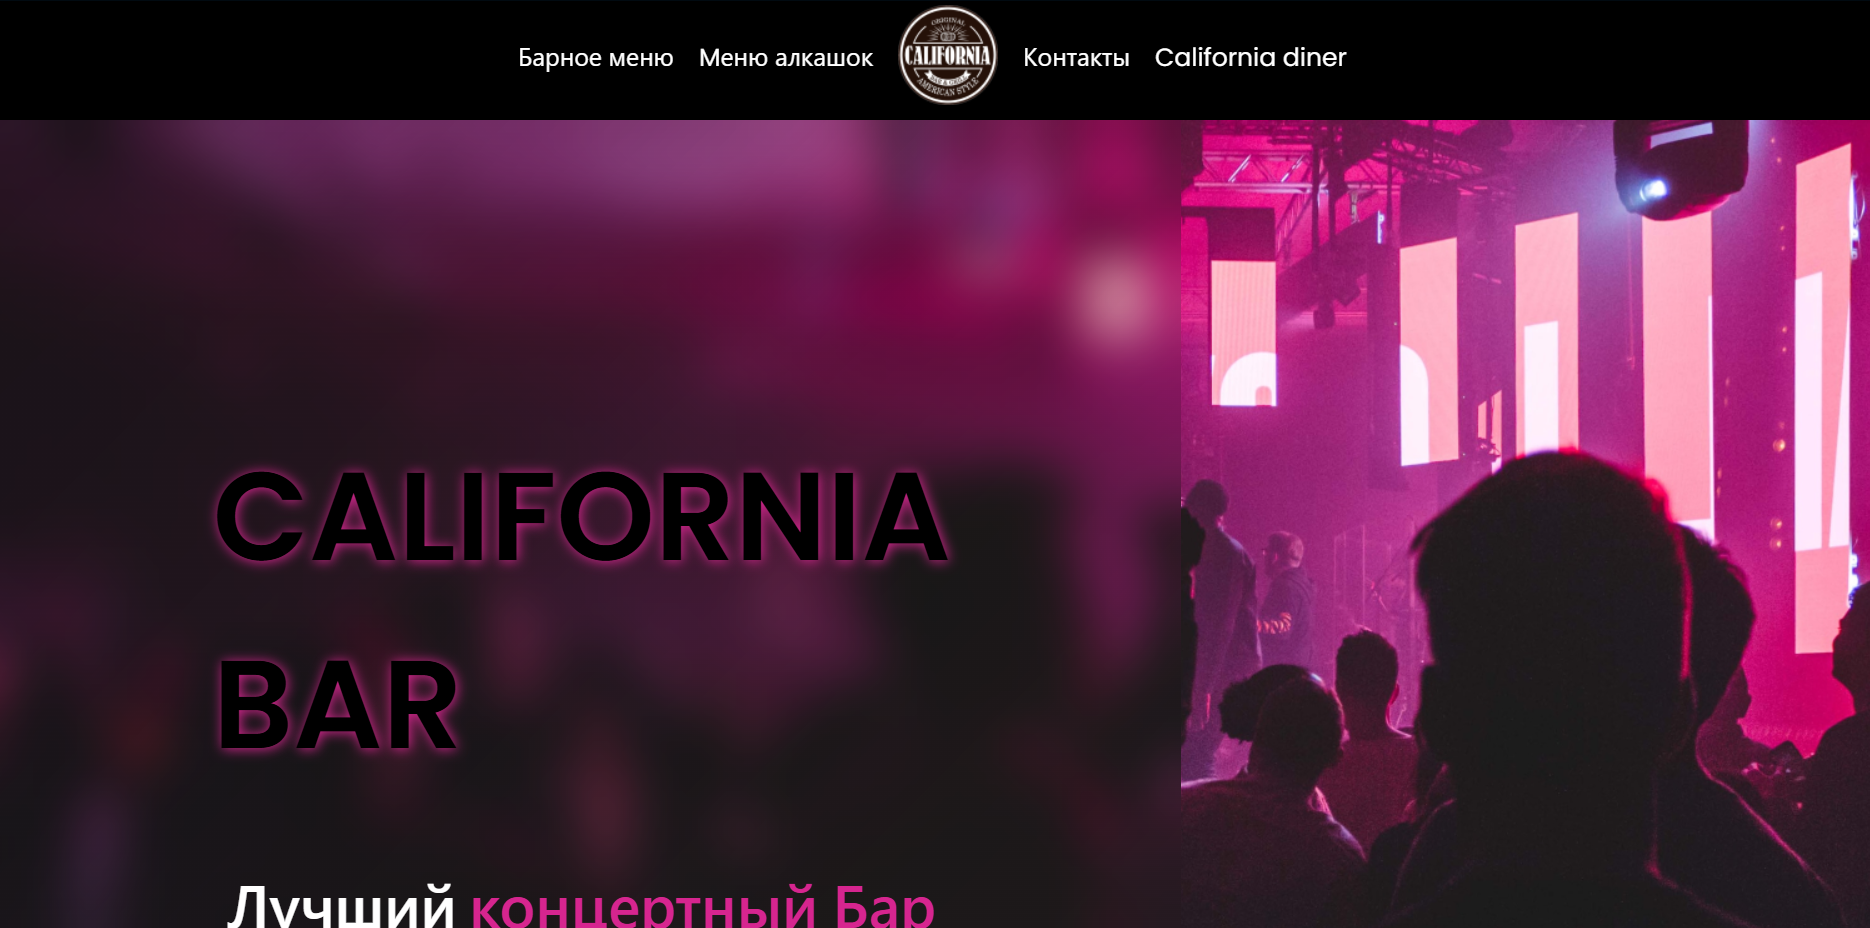 Барное меню Меню алкашок
ORIGINAL
CALIFORNIA
BAR & GRILL
AMERICAN STYLE
Контакты California diner
CALIFORNIA
BAR
Лучший концертный Бар